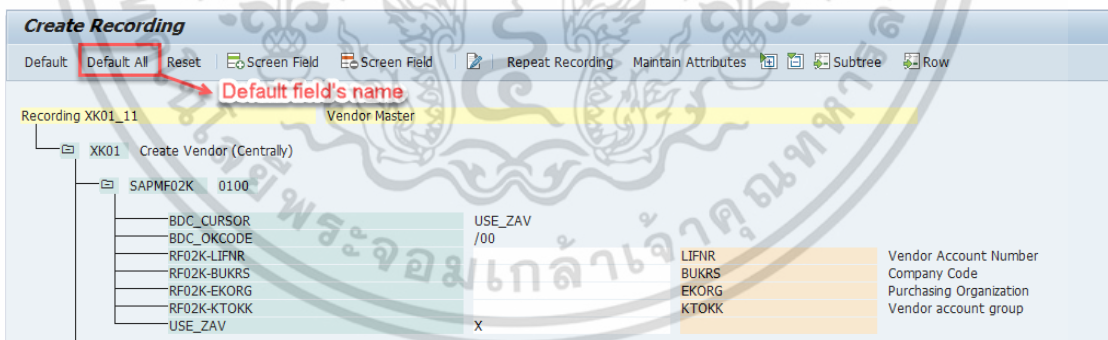 Create Recording
Default Default All Reset Screen Field Screen Field Repeat Recording Maintain Attributes Subtree Row
Default field's name
Recording XK01_11 Vendor Master
XK01 Create Vendor (Centrally)
SAPMF02K 0100
BDC_CURSOR USE_ZAV
BDC_OKCODE /00
RF02K-LIFNR LIFNR Vendor Account Number
RF02K-BUKRS BUKRS Company Code
RF02K-EKORG EKORG Purchasing Organization
RF02K-KTOKK KTOKK Vendor account group
USE_ZAV X